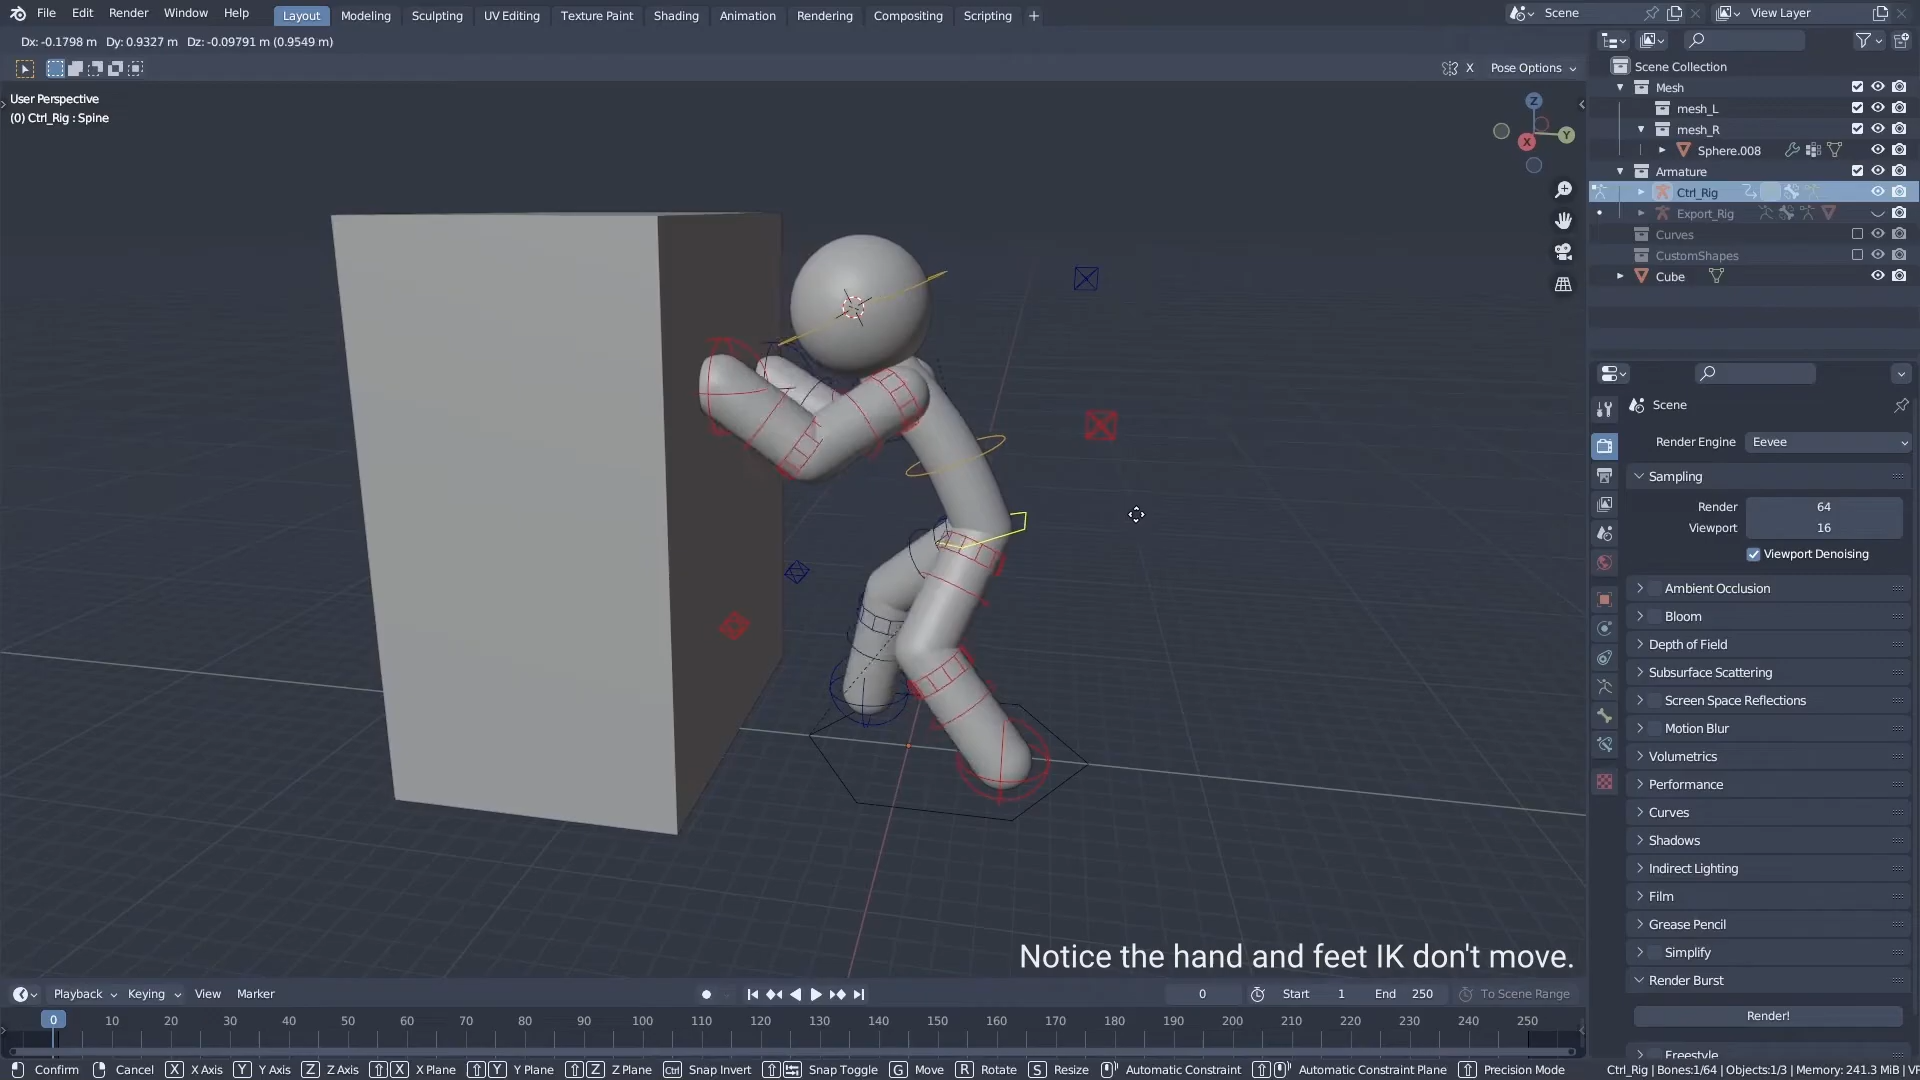 File Edit Render Window Help Layout Modeling Sculpting UV Editing Texture Paint Shading Animation Rendering Compositing Scripting + Scene View Layer
Dx: -0.1798 m Dy: 0.9327 m Dz: -0.09791 m (0.9549 m)
X Pose Options
User Perspective
(0) Ctrl_Rig : Spine
Z
Y
X
Scene Collection
Mesh
mesh_L
mesh_R
Sphere.008
Armature
Ctrl_Rig
Export_Rig
Curves
CustomShapes
Cube
Scene
Render Engine Eevee
Sampling
Render 64
Viewport 16
Viewport Denoising
Ambient Occlusion
Bloom
Depth of Field
Subsurface Scattering
Screen Space Reflections
Motion Blur
Volumetrics
Performance
Curves
Shadows
Indirect Lighting
Film
Grease Pencil
Simplify
Render Burst
Render!
Freestyle
Notice the hand and feet IK don't move.
Playback Keying View Marker 0 Start 1 End 250 To Scene Range
0 10 20 30 40 50 60 70 80 90 100 110 120 130 140 150 160 170 180 190 200 210 220 230 240 250
Confirm Cancel X X Axis Y Y Axis Z Z Axis X X Plane Y Y Plane Z Z Plane Ctrl Snap Invert Snap Toggle G Move R Rotate S Resize Automatic Constraint Automatic Constraint Plane Precision Mode Ctrl_Rig | Bones:1/64 | Objects:1/3 | Memory: 241.3 MiB | VR